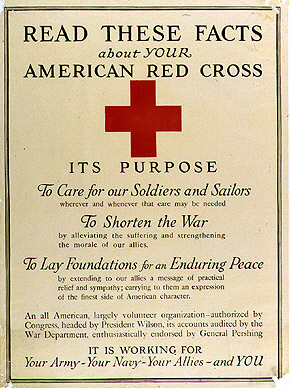 READ THESE FACTS
about YOUR
AMERICAN RED CROSS
ITS PURPOSE
To Care for our Soldiers and Sailors
wherever and whenever that care may be needed
To Shorten the War
by alleviating the suffering and strengthening
the morale of our allies.
To Lay Foundations for an Enduring Peace
by extending to our allies a message of practical
relief and sympathy; carrying to them an expression
of the finest side of American character.
An all American, largely volunteer organization—authorized by
Congress, headed by President Wilson, its accounts audited by the
War Department, enthusiastically endorsed by General Pershing
IT IS WORKING FOR
Your Army-Your Navy-Your Allies-and YOU